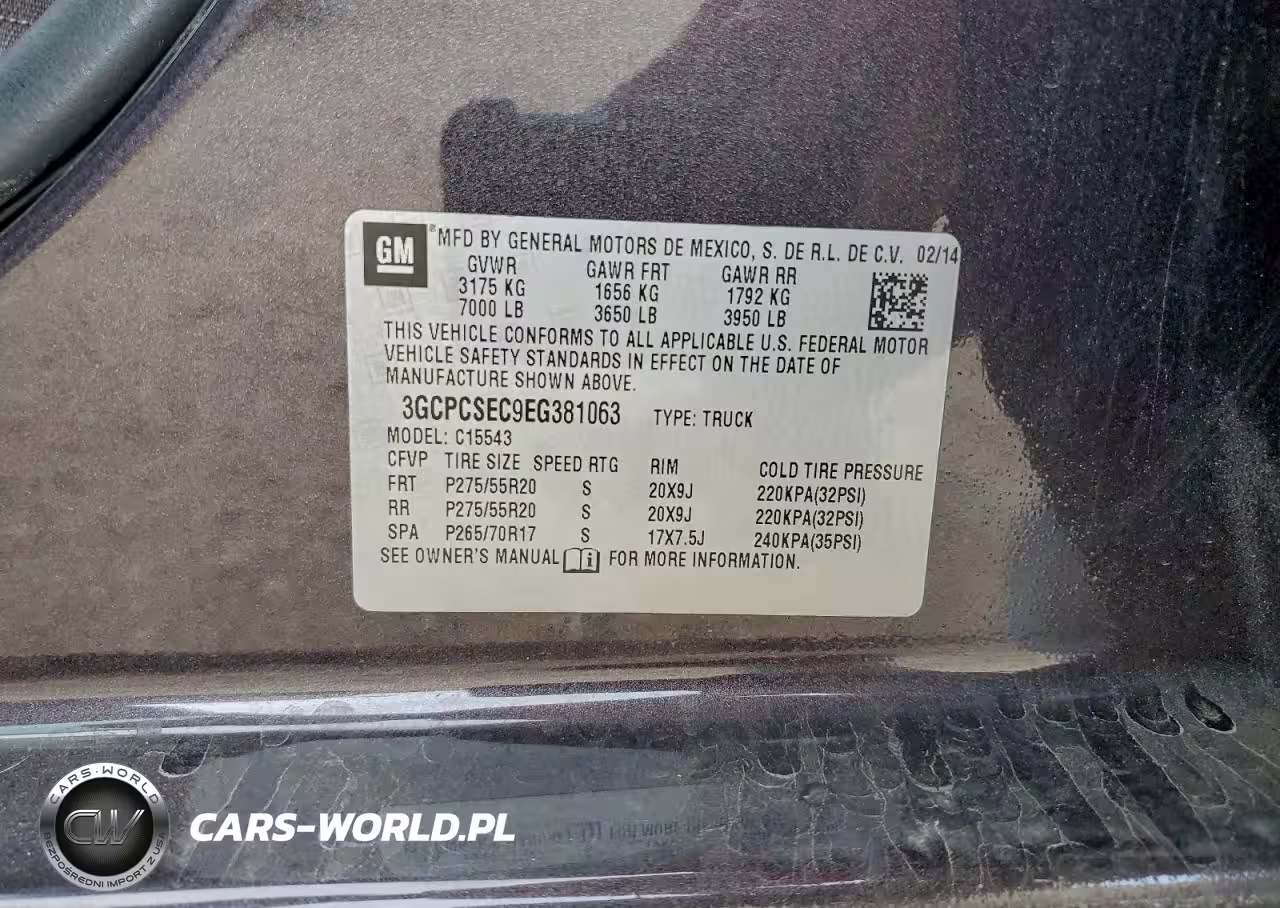 GM ® MFD BY GENERAL MOTORS DE MEXICO, S. DE R.L. DE C.V. 02/14
GVWR GAWR FRT GAWR RR
3175 KG 1656 KG 1792 KG
7000 LB 3650 LB 3950 LB
THIS VEHICLE CONFORMS TO ALL APPLICABLE U.S. FEDERAL MOTOR
VEHICLE SAFETY STANDARDS IN EFFECT ON THE DATE OF
MANUFACTURE SHOWN ABOVE.
3GCPCSEC9EG381063 TYPE: TRUCK
MODEL: C15543
CFVP TIRE SIZE SPEED RTG RIM COLD TIRE PRESSURE
FRT P275/55R20 S 20X9J 220KPA(32PSI)
RR P275/55R20 S 20X9J 220KPA(32PSI)
SPA P265/70R17 S 17X7.5J 240KPA(35PSI)
SEE OWNER'S MANUAL i FOR MORE INFORMATION.
CARS-WORLD
CW
BEZPOŚREDNI IMPORT Z USA
CARS-WORLD.PL